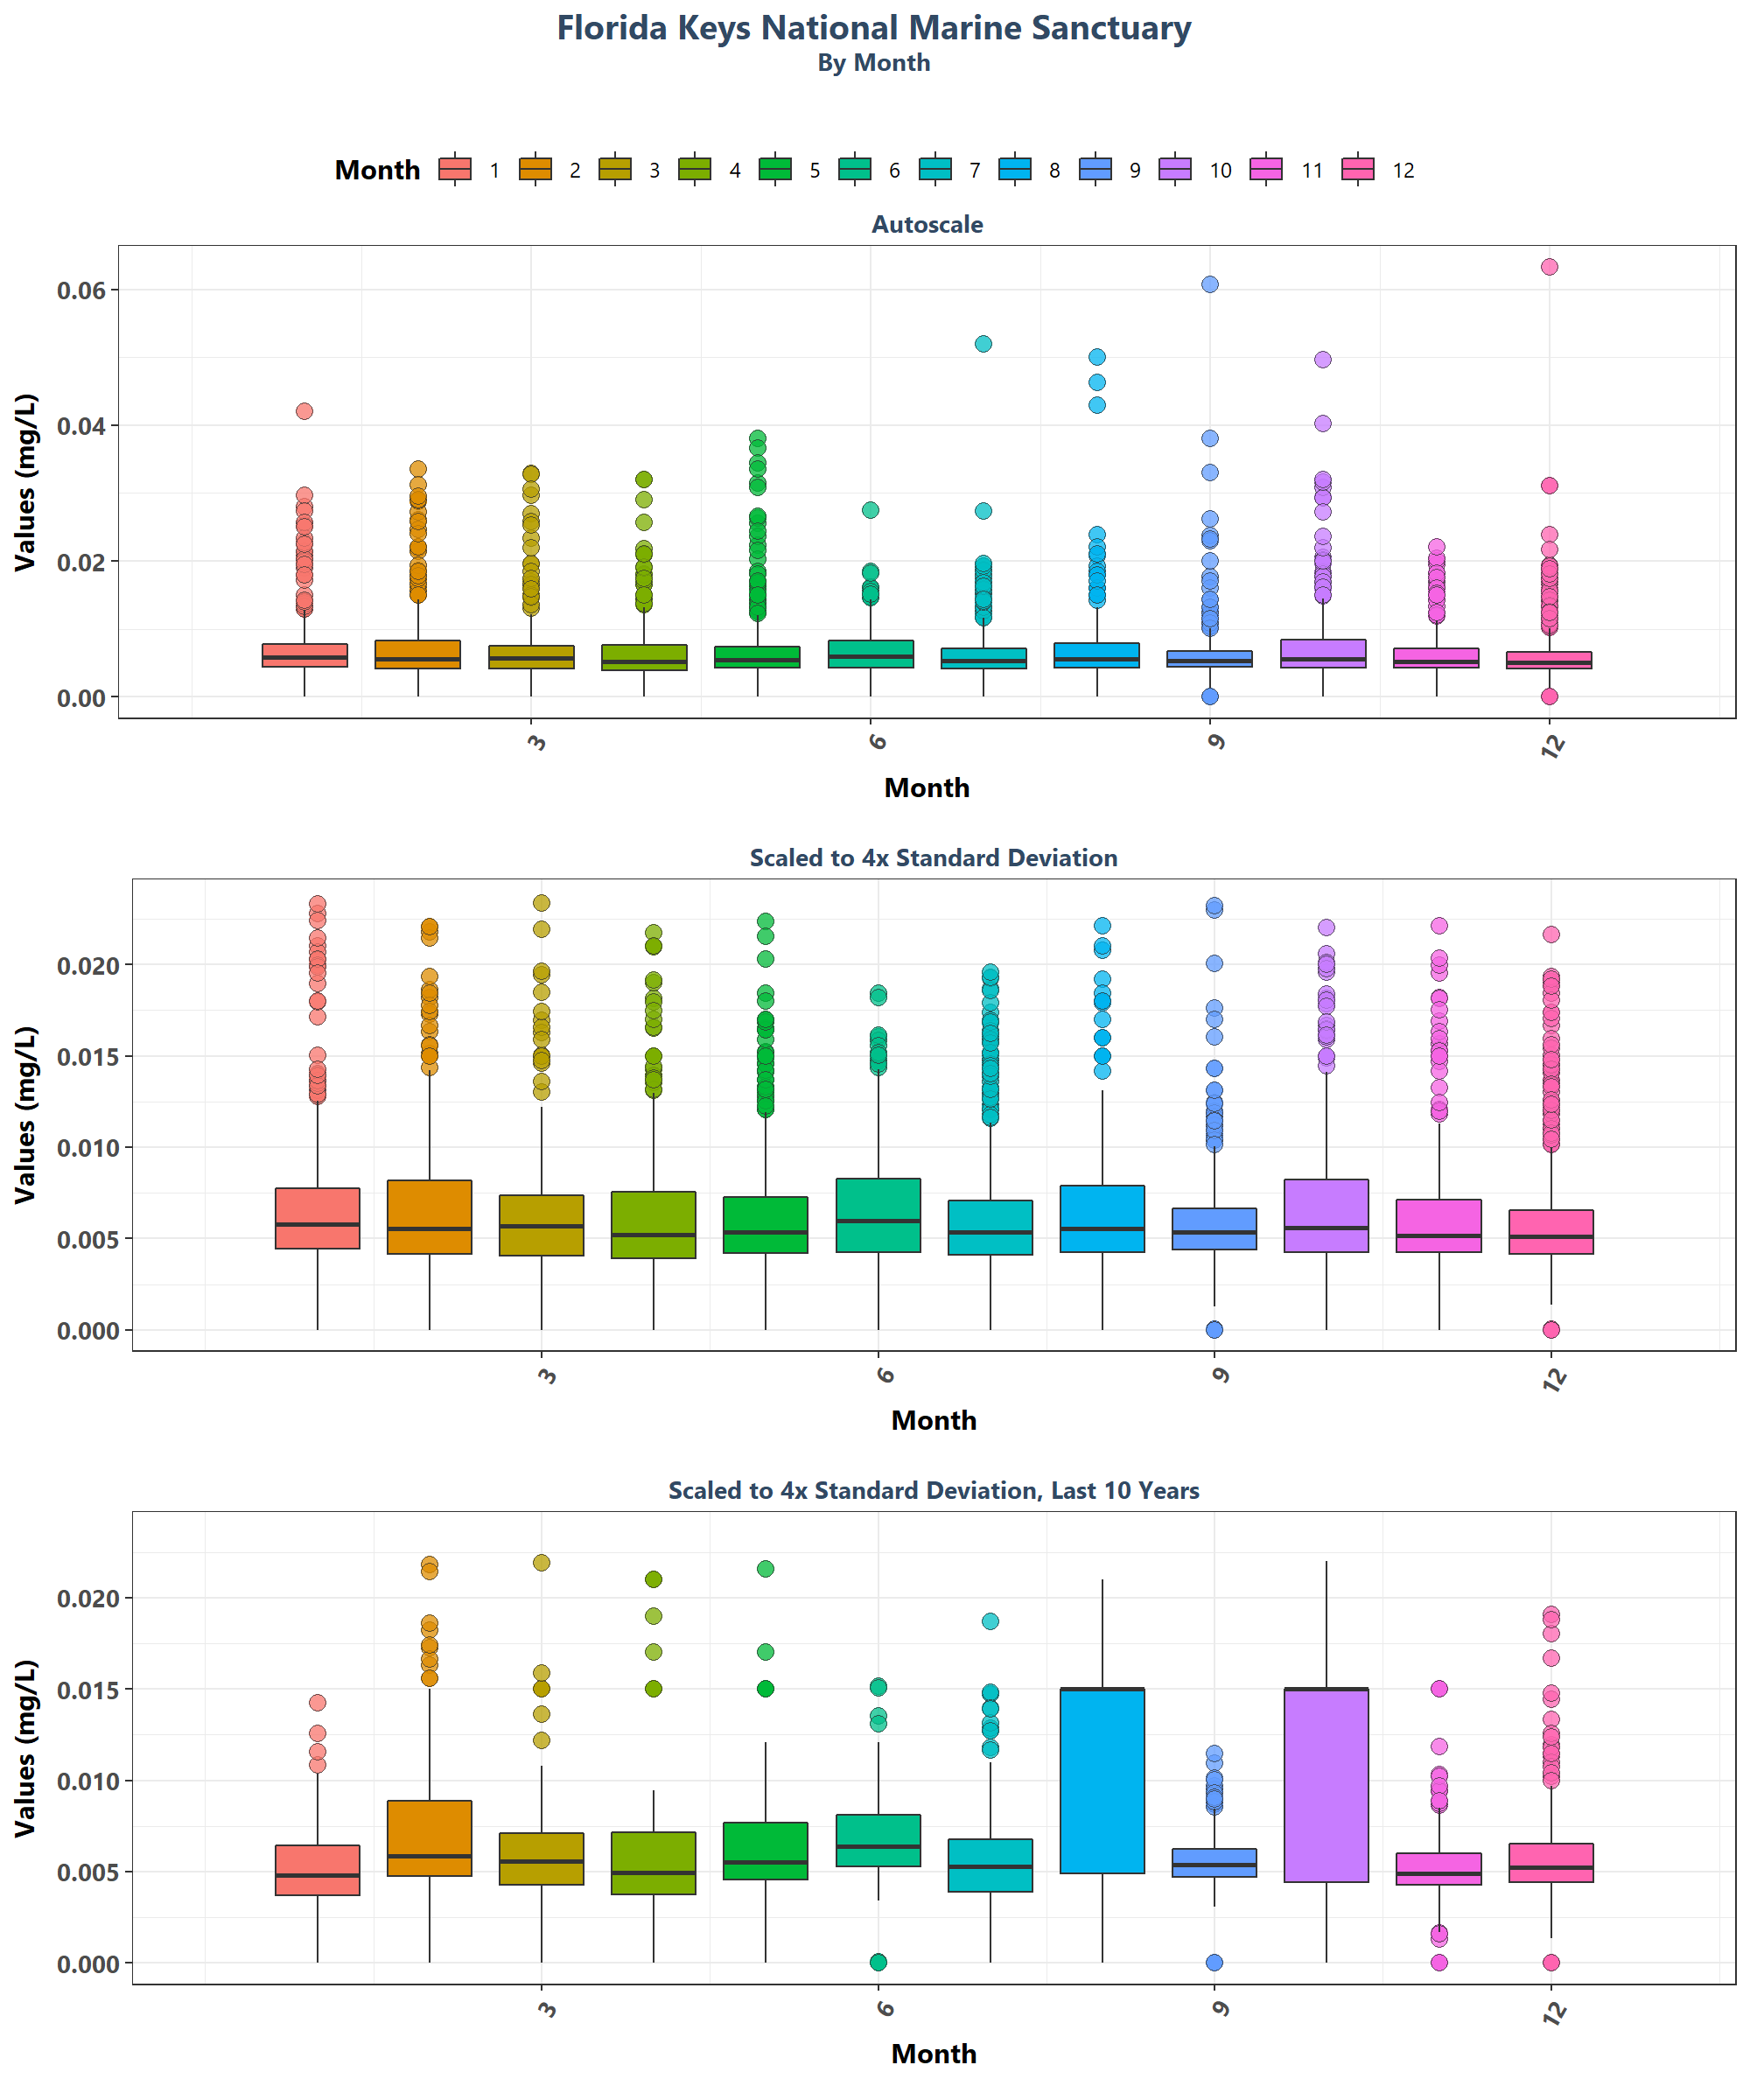 Florida Keys National Marine Sanctuary
By Month
Month 1 2 3 4 5 6 7 8 9 10 11 12
Autoscale
Values (mg/L)
0.06
0.04
0.02
0.00
3 6 9 12
Month
Scaled to 4x Standard Deviation
Values (mg/L)
0.020
0.015
0.010
0.005
0.000
3 6 9 12
Month
Scaled to 4x Standard Deviation, Last 10 Years
Values (mg/L)
0.020
0.015
0.010
0.005
0.000
3 6 9 12
Month